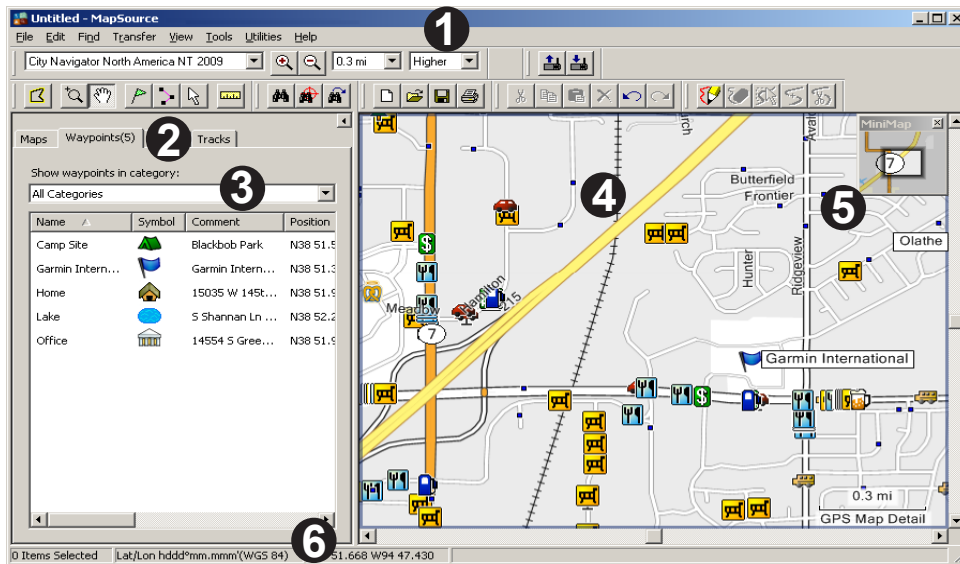 Untitled - MapSource
File Edit Find Transfer View Tools Utilities Help
1
City Navigator North America NT 2009
0.3 mi
Higher
Maps
Waypoints(5)
2
Tracks
Show waypoints in category:
All Categories
3
Name
Symbol
Comment
Position
Camp Site
Blackbob Park
N38 51.5
Garmin Intern...
Garmin Intern...
N38 51.3
Home
15035 W 145t...
N38 51.9
Lake
S Shannan Ln ...
N38 52.2
Office
14554 S Gree...
N38 51.9
MiniMap
7
4
5
Butterfield
Frontier
Olathe
Hunter
Ridgeview
Hamilton
215
Meadow
7
Garmin International
0.3 mi
GPS Map Detail
6
0 Items Selected
Lat/Lon hddd°mm.mmm'(WGS 84)
51.668 W94 47.430